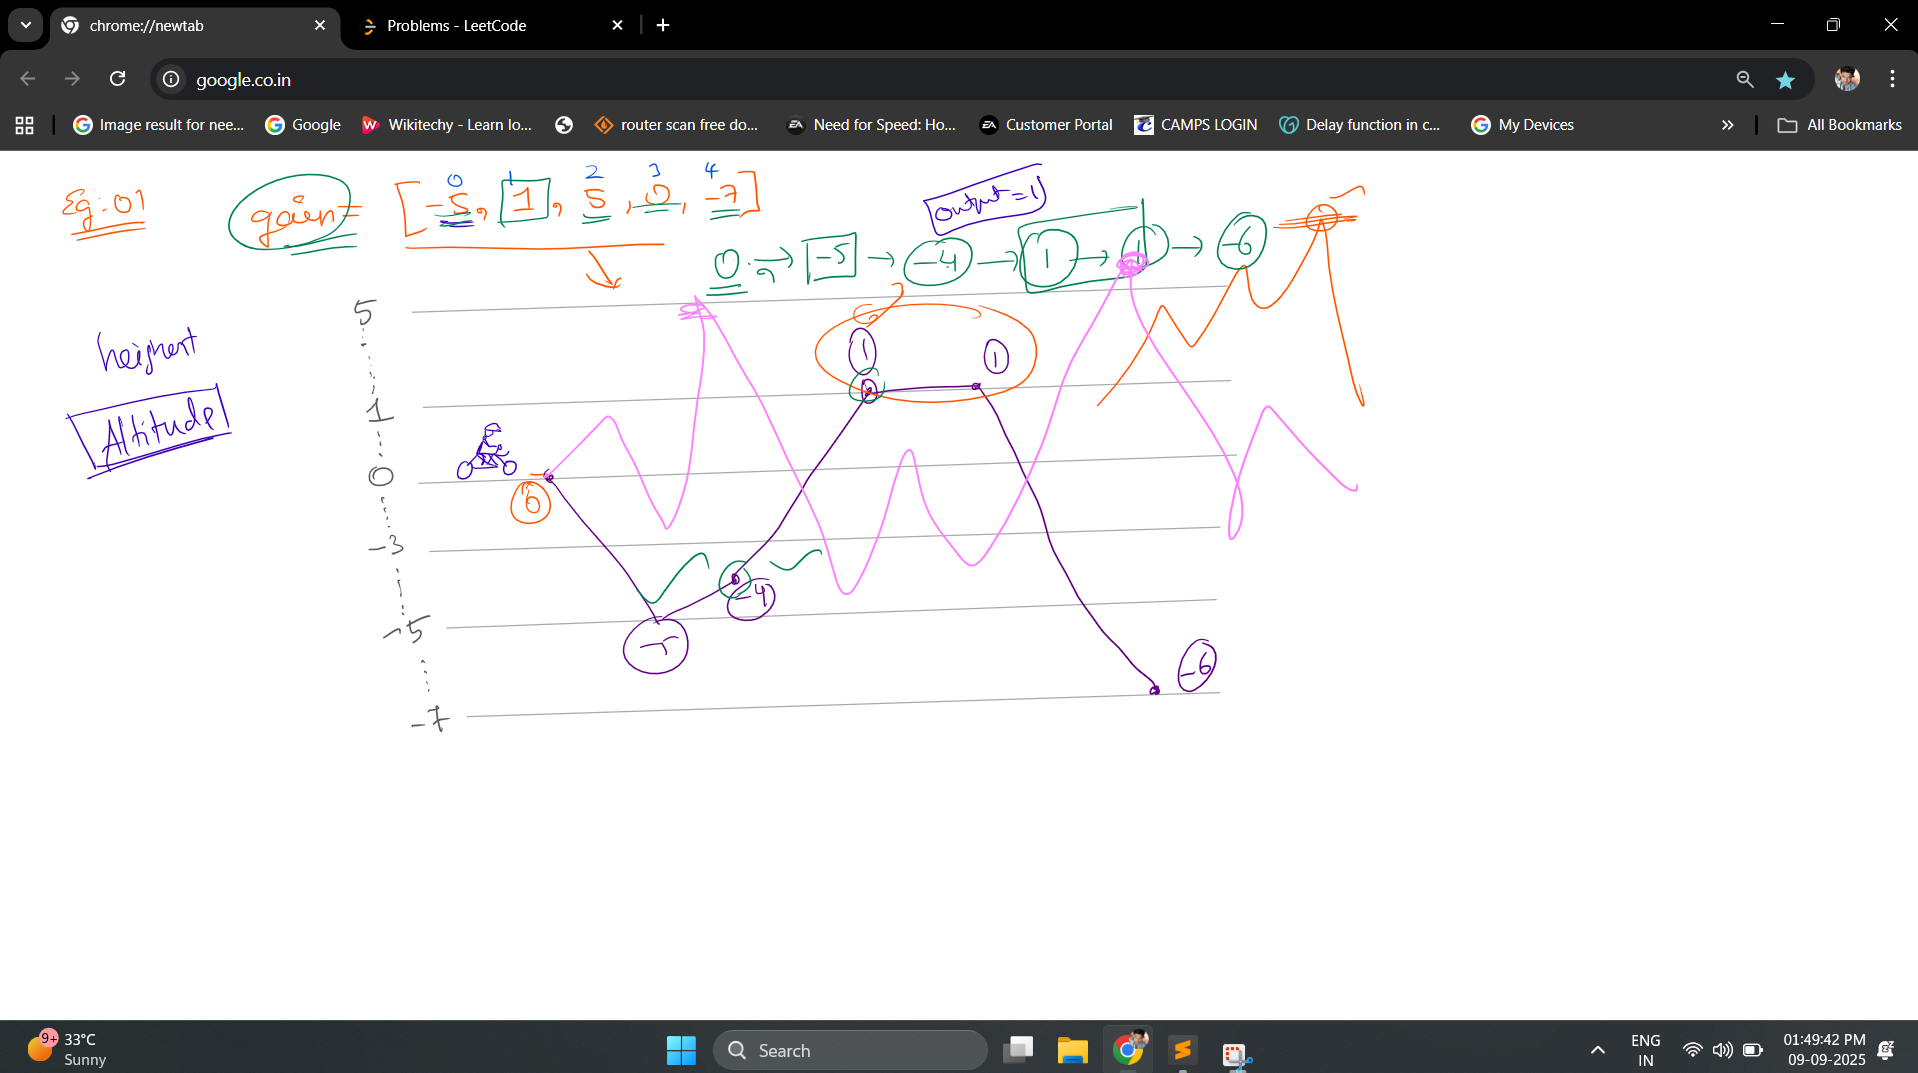 chrome://newtab
Problems - LeetCode
google.co.in
Image result for nee...
Google
Wikitechy - Learn lo...
router scan free do...
Need for Speed: Ho...
Customer Portal
CAMPS LOGIN
Delay function in c...
My Devices
All Bookmarks
0 1 2 3 4
Eg:01 gain= [-5, 1, 5, 0, -7]
output=1
0 → -5 → -4 → 1 → 1 → -6
5
1 1
Altitude
1
0
0
-3
-4
-5
-5
-6
-7
9+
33°C
Sunny
Search
ENG
IN
01:49:42 PM
09-09-2025